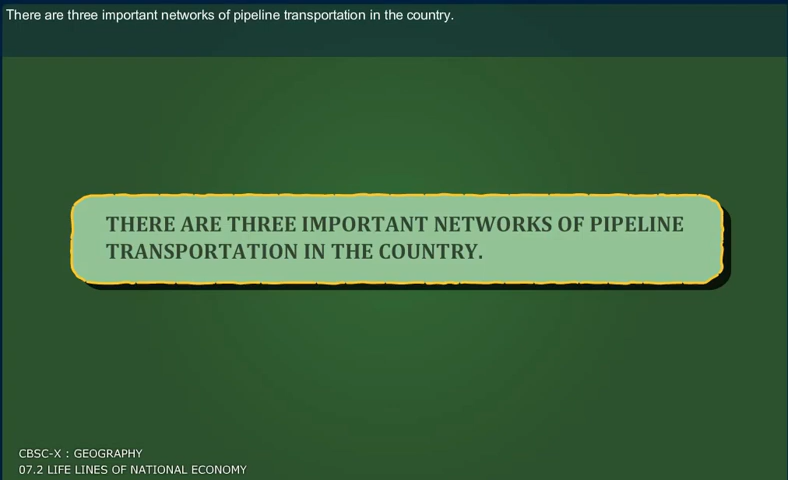 There are three important networks of pipeline transportation in the country.
THERE ARE THREE IMPORTANT NETWORKS OF PIPELINE
TRANSPORTATION IN THE COUNTRY.
CBSC-X : GEOGRAPHY
07.2 LIFE LINES OF NATIONAL ECONOMY